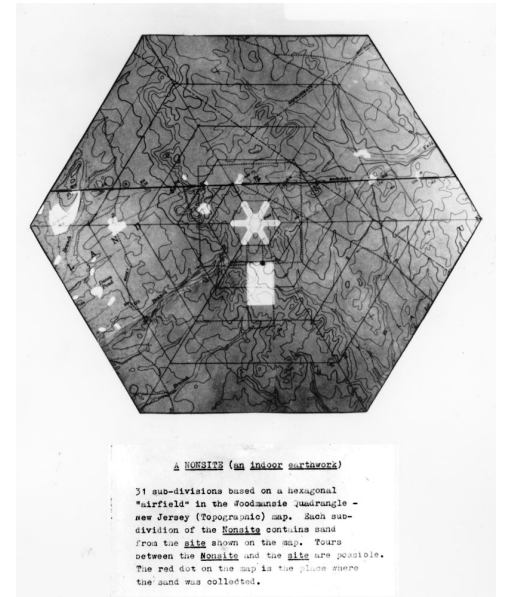 A NONSITE (an indoor earthwork)
31 sub-divisions based on a hexagonal
"airfield" in the Woodmansie Quadrangle -
New Jersey (Topographic) map. Each sub-
dividion of the Nonsite contains sand
from the site shown on the map. Tours
between the Nonsite and the site are possible.
The red dot on the map is the place where
the sand was collected.